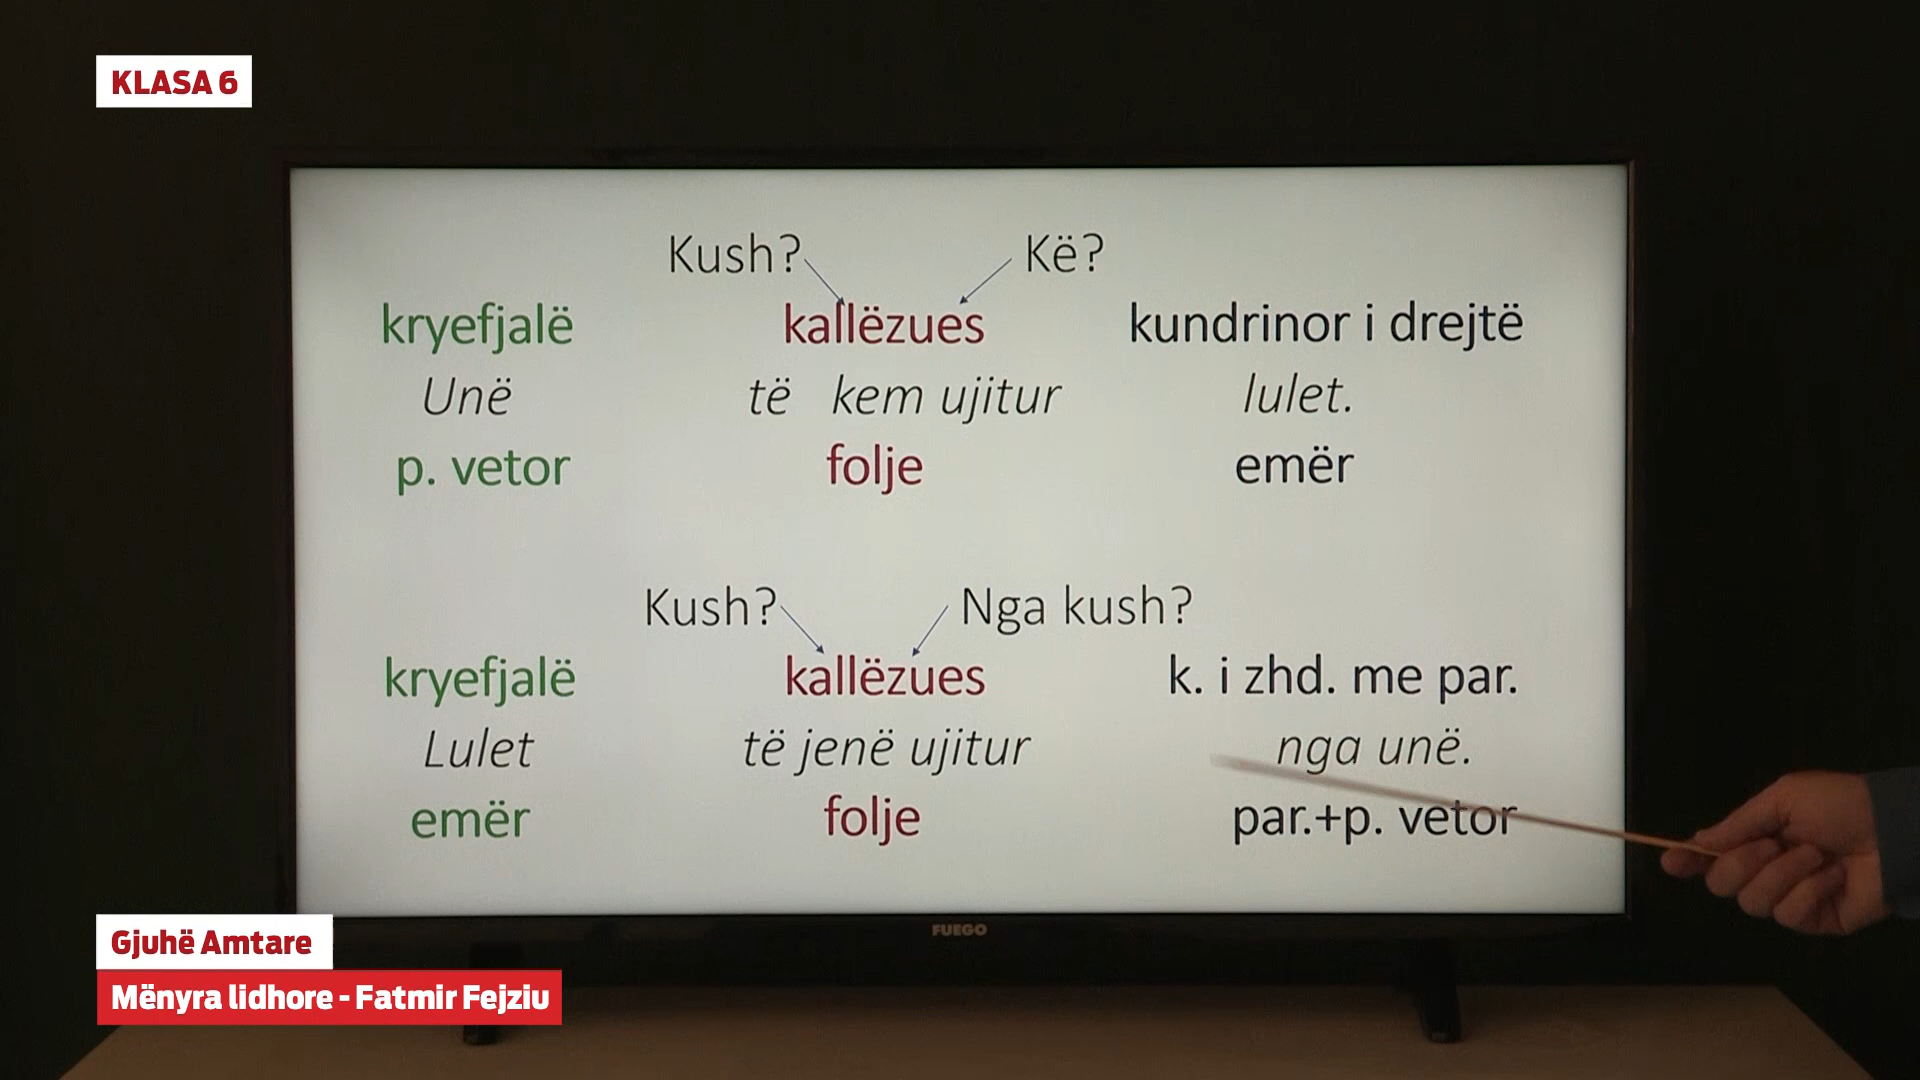 KLASA 6
Kush? Kë?
kryefjalë kallëzues kundrinor i drejtë
Unë të kem ujitur lulet.
p. vetor folje emër
Kush? Nga kush?
kryefjalë kallëzues k. i zhd. me par.
Lulet të jenë ujitur nga unë.
emër folje par.+p. vetor
FUEGO
Gjuhë Amtare
Mënyra lidhore - Fatmir Fejziu